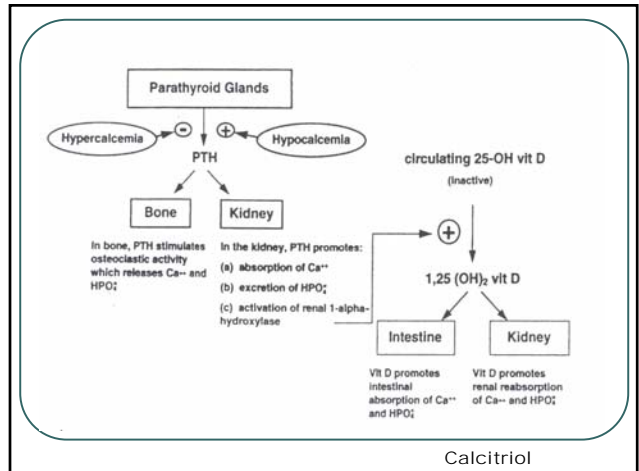 Parathyroid Glands
Hypercalcemia
-
+
Hypocalcemia
PTH
Bone
Kidney
In bone, PTH stimulates
osteoclastic activity
which releases Ca++ and
HPO₄⁼
In the kidney, PTH promotes:
(a) absorption of Ca++
(b) excretion of HPO₄⁼
(c) activation of renal 1-alpha-
hydroxylase
circulating 25-OH vit D
(inactive)
+
1,25 (OH)₂ vit D
Intestine
Kidney
Vit D promotes
intestinal
absorption of Ca++
and HPO₄⁼
Vit D promotes
renal reabsorption
of Ca++ and HPO₄⁼
Calcitriol